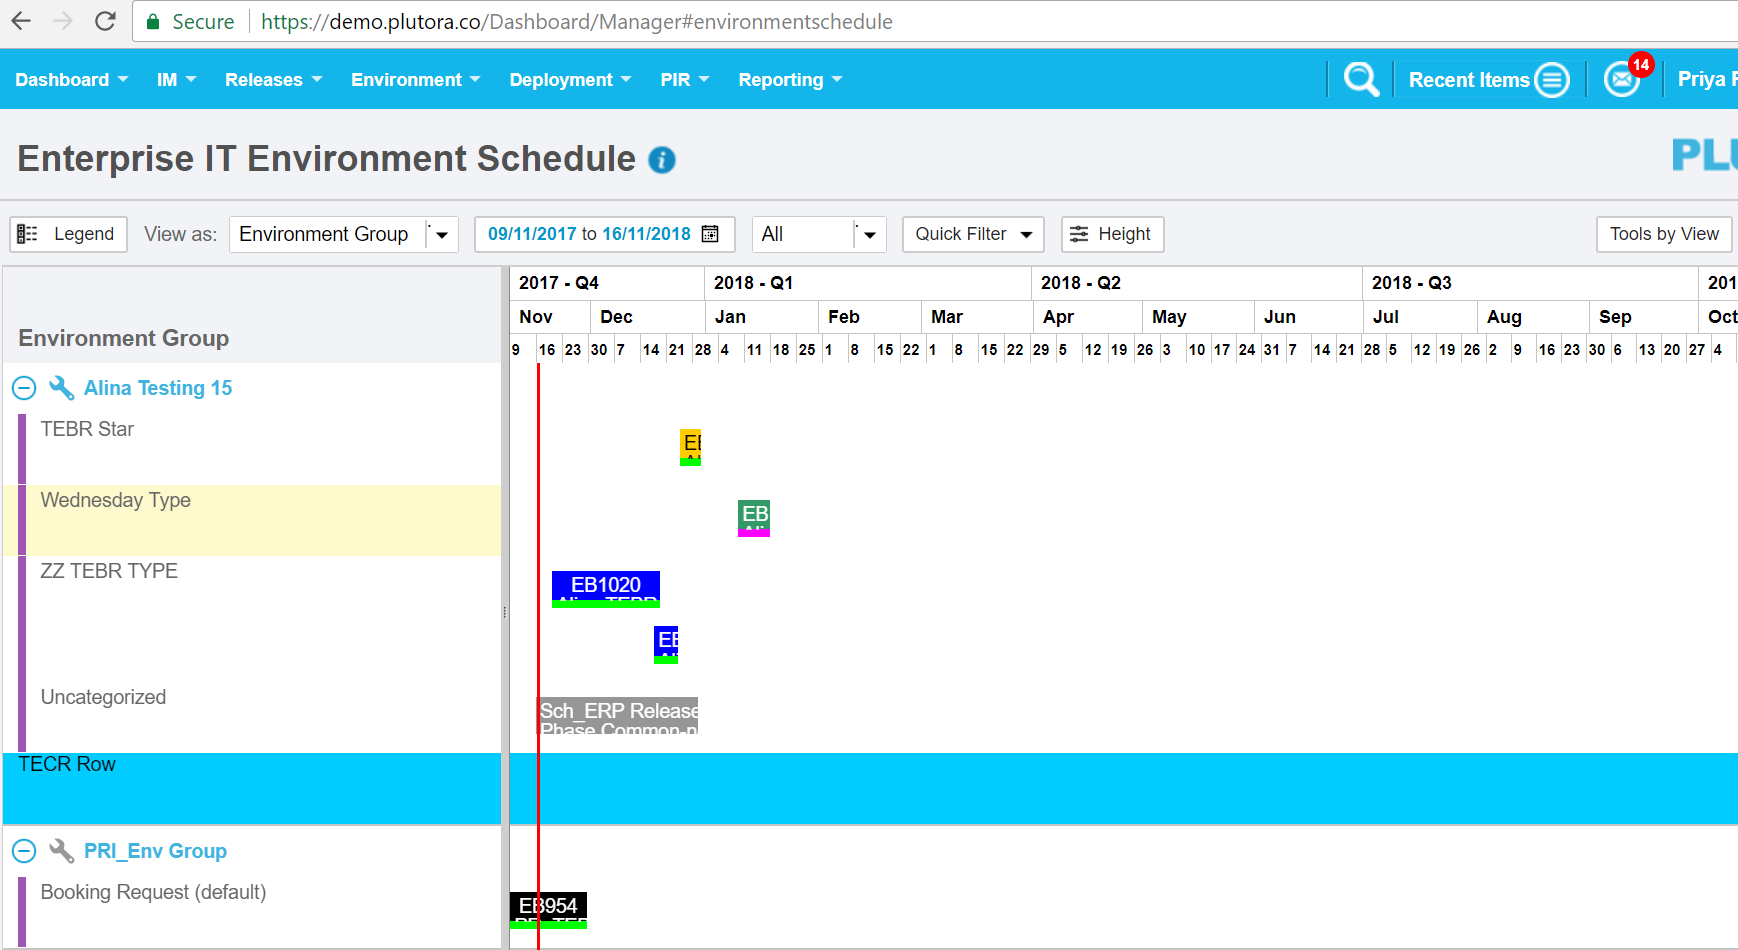 Secure https://demo.plutora.co/Dashboard/Manager#environmentschedule
Dashboard IM Releases Environment Deployment PIR Reporting Recent Items 14 Priya
Enterprise IT Environment Schedule
Legend View as: Environment Group 09/11/2017 to 16/11/2018 All Quick Filter Height Tools by View
2017 - Q4 2018 - Q1 2018 - Q2 2018 - Q3 201
Nov Dec Jan Feb Mar Apr May Jun Jul Aug Sep Oct
Environment Group
9 16 23 30 7 14 21 28 4 11 18 25 1 8 15 22 1 8 15 22 29 5 12 19 26 3 10 17 24 31 7 14 21 28 5 12 19 26 2 9 16 23 30 6 13 20 27 4
Alina Testing 15
TEBR Star
Wednesday Type
EB
ZZ TEBR TYPE
EB1020
Alina TEBR
Uncategorized
Sch_ERP Release
Phase Common-n
TECR Row
PRI_Env Group
Booking Request (default)
EB954